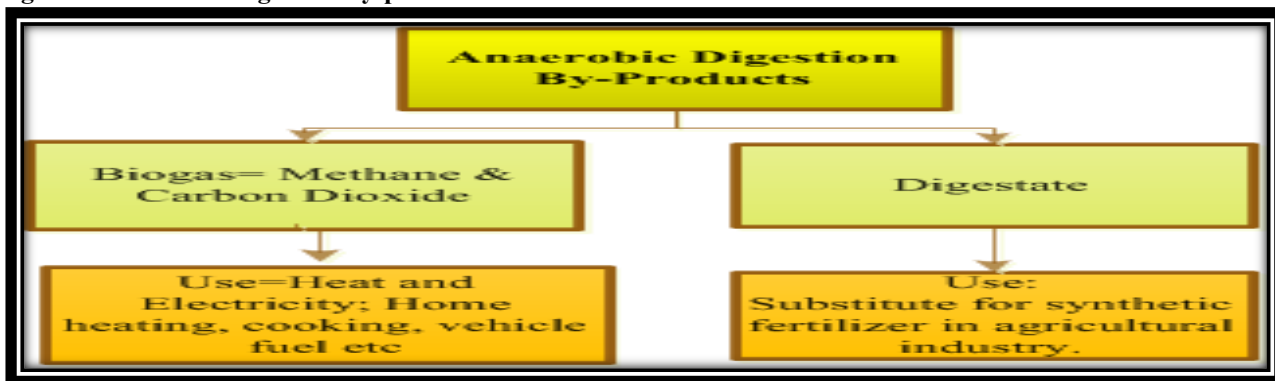 Anaerobic Digestion
By-Products
Biogas= Methane &
Carbon Dioxide
Digestate
Use=Heat and
Electricity; Home
heating, cooking, vehicle
fuel etc
Use:
Substitute for synthetic
fertilizer in agricultural
industry.